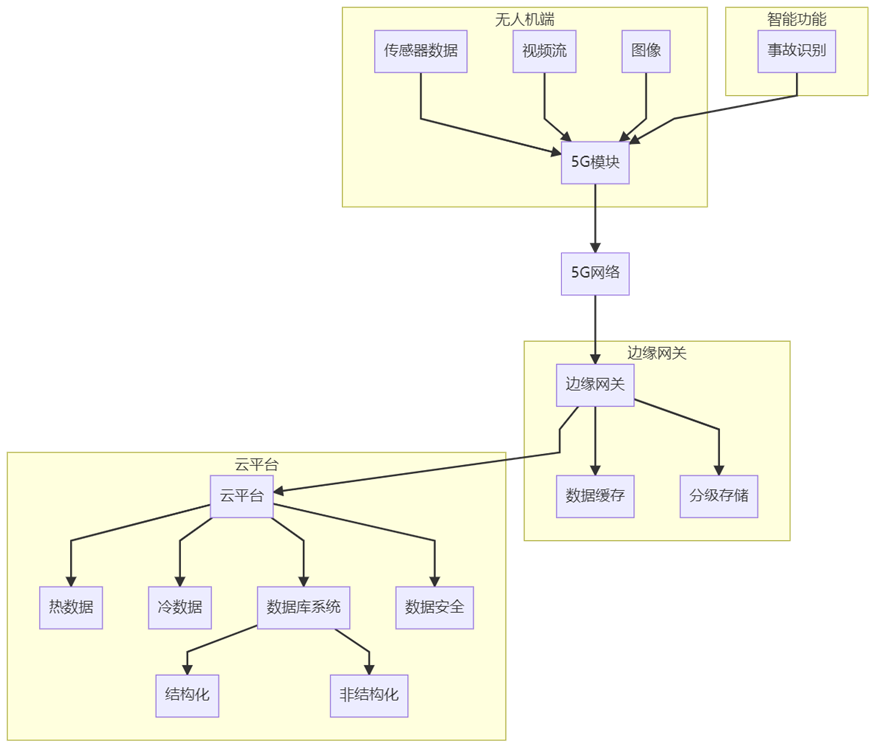 无人机端
智能功能
传感器数据
视频流
图像
事故识别
5G模块
5G网络
边缘网关
边缘网关
云平台
云平台
数据缓存
分级存储
热数据
冷数据
数据库系统
数据安全
结构化
非结构化